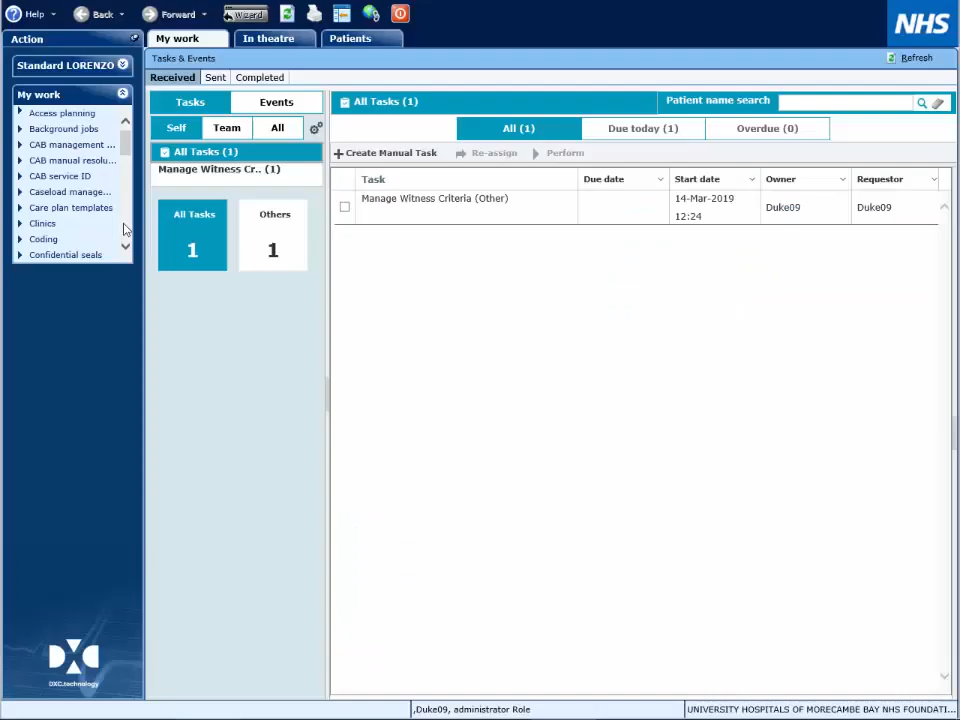 Help
Back
Forward
Wizard
NHS
Action
My work
In theatre
Patients
Tasks & Events
Refresh
Standard LORENZO
Received
Sent
Completed
My work
Access planning
Background jobs
CAB management ...
CAB manual resolu...
CAB service ID
Caseload manage...
Care plan templates
Clinics
Coding
Confidential seals
Tasks
Events
Self
Team
All
All Tasks (1)
Manage Witness Cr.. (1)
All Tasks
1
Others
1
All Tasks (1)
Patient name search
All (1)
Due today (1)
Overdue (0)
Create Manual Task
Re-assign
Perform
Task
Due date
Start date
Owner
Requestor
Manage Witness Criteria (Other)
14-Mar-2019
12:24
Duke09
Duke09
DXC.technology
,Duke09, administrator Role
UNIVERSITY HOSPITALS OF MORECAMBE BAY NHS FOUNDATI...